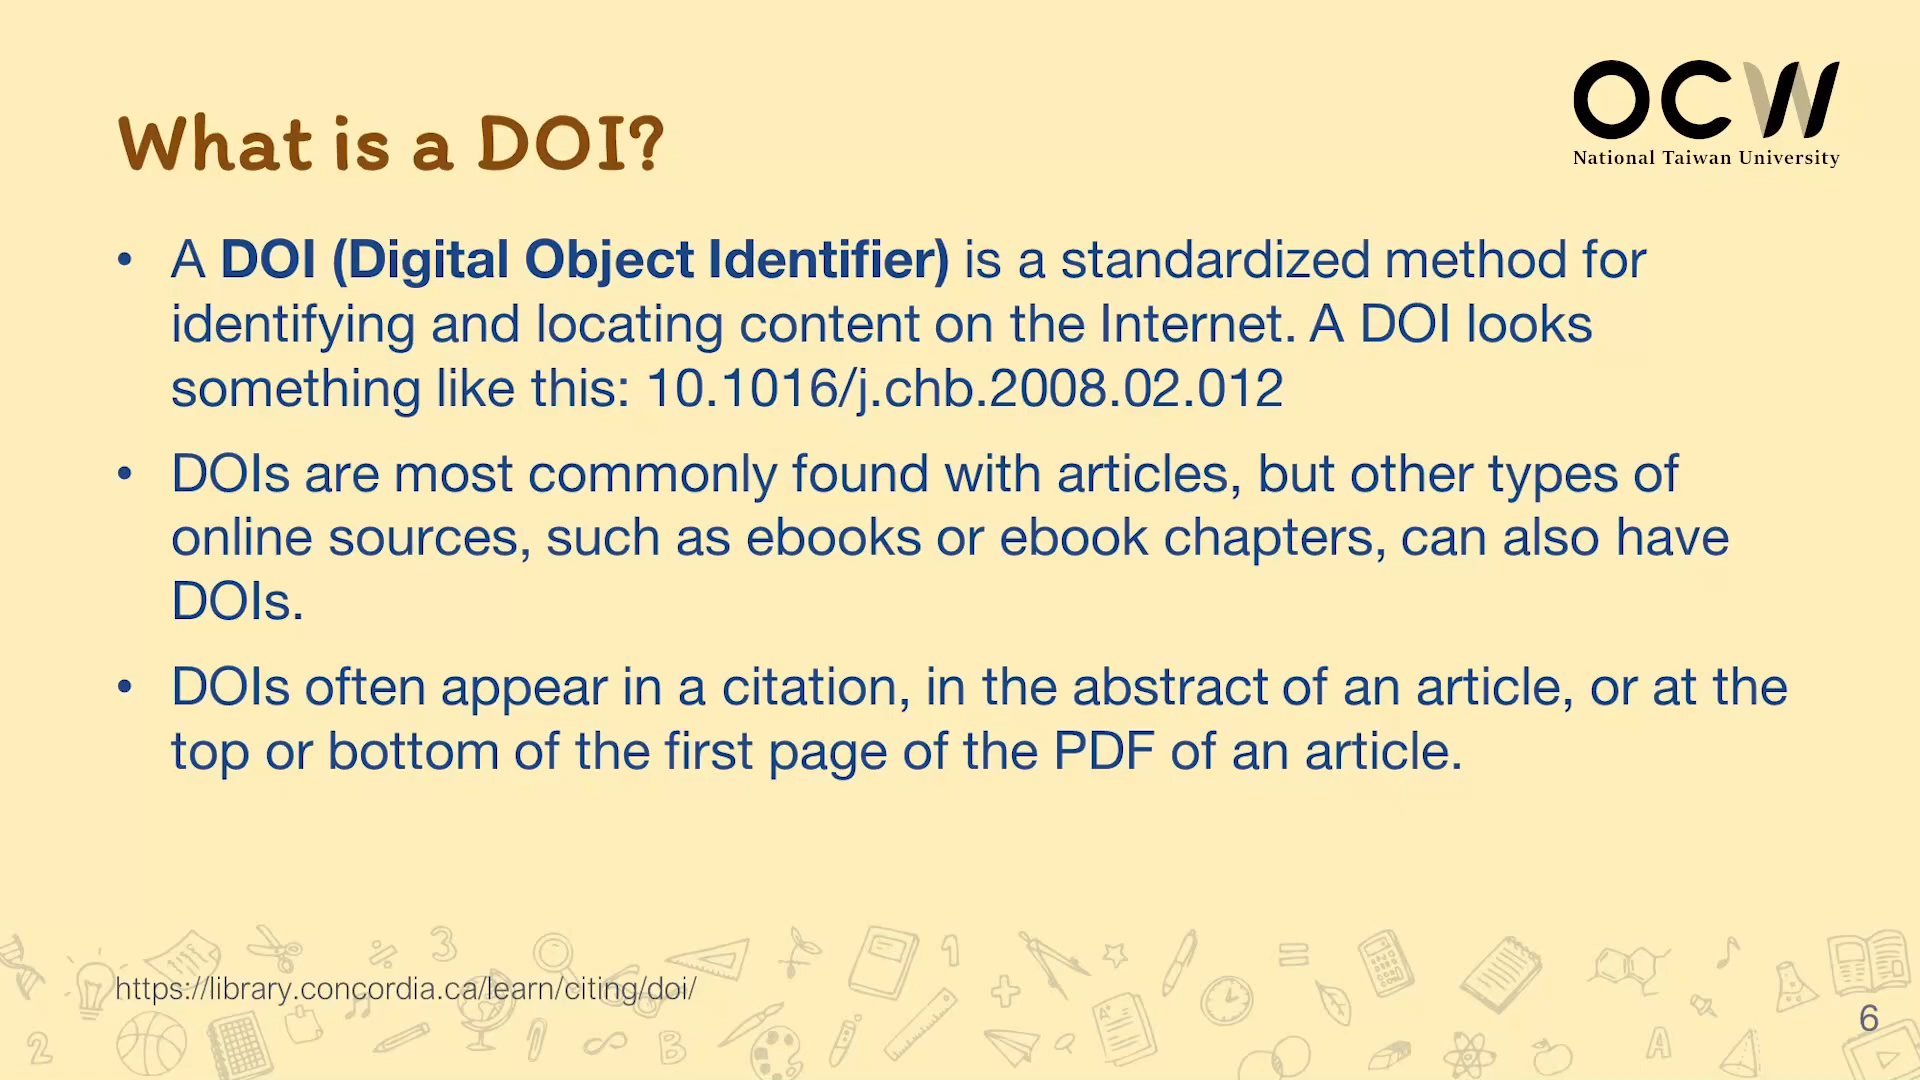 OCW
National Taiwan University
What is a DOI?
• A DOI (Digital Object Identifier) is a standardized method for
identifying and locating content on the Internet. A DOI looks
something like this: 10.1016/j.chb.2008.02.012
• DOIs are most commonly found with articles, but other types of
online sources, such as ebooks or ebook chapters, can also have
DOIs.
• DOIs often appear in a citation, in the abstract of an article, or at the
top or bottom of the first page of the PDF of an article.
https://library.concordia.ca/learn/citing/doi/
6